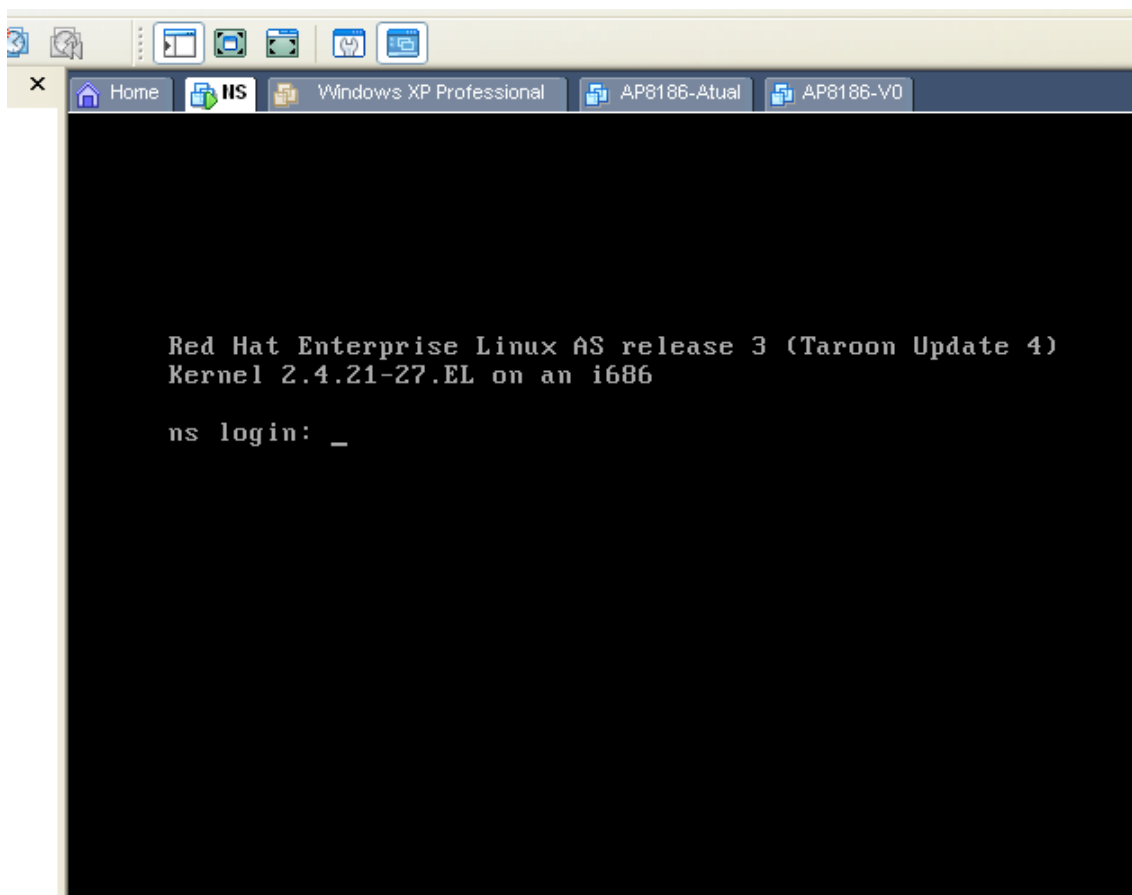 Home NS Windows XP Professional AP8186-Atual AP8186-V0
Red Hat Enterprise Linux AS release 3 (Taroon Update 4)
Kernel 2.4.21-27.EL on an i686
ns login: _